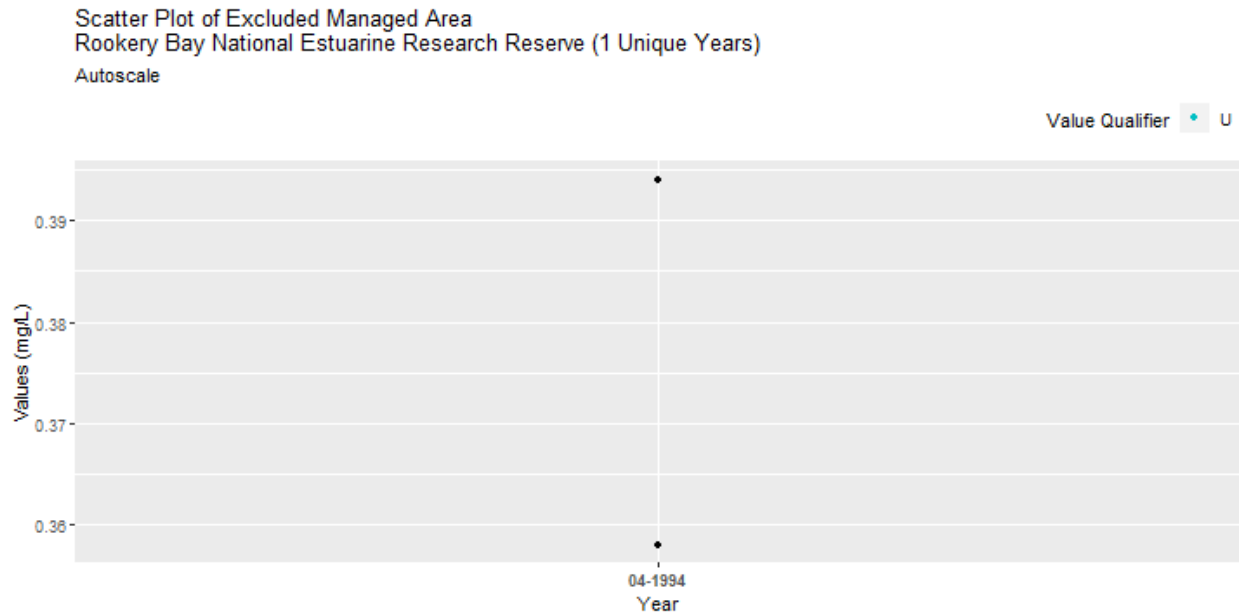 Scatter Plot of Excluded Managed Area
Rookery Bay National Estuarine Research Reserve (1 Unique Years)
Autoscale
Value Qualifier U
0.39
0.38
0.37
0.36
Values (mg/L)
04-1994
Year